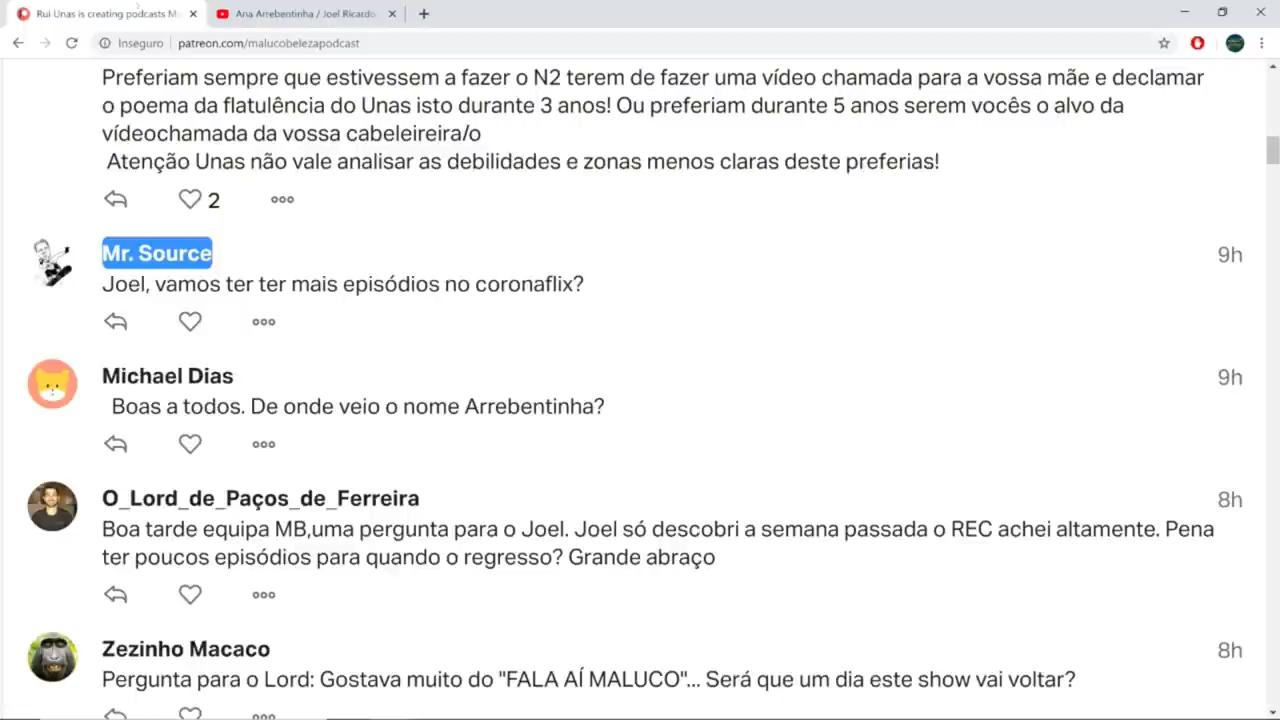 Rui Unas is creating podcasts M
Ana Arrebentinha / Joel Ricardo
Inseguro
patreon.com/malucobelezapodcast
Preferiam sempre que estivessem a fazer o N2 terem de fazer uma vídeo chamada para a vossa mãe e declamar
o poema da flatulência do Unas isto durante 3 anos! Ou preferiam durante 5 anos serem vocês o alvo da
vídeochamada da vossa cabeleireira/o
Atenção Unas não vale analisar as debilidades e zonas menos claras deste preferias!
2
Mr. Source
9h
Joel, vamos ter ter mais episódios no coronaflix?
Michael Dias
9h
Boas a todos. De onde veio o nome Arrebentinha?
O_Lord_de_Paços_de_Ferreira
8h
Boa tarde equipa MB,uma pergunta para o Joel. Joel só descobri a semana passada o REC achei altamente. Pena
ter poucos episódios para quando o regresso? Grande abraço
Zezinho Macaco
8h
Pergunta para o Lord: Gostava muito do "FALA AÍ MALUCO"... Será que um dia este show vai voltar?